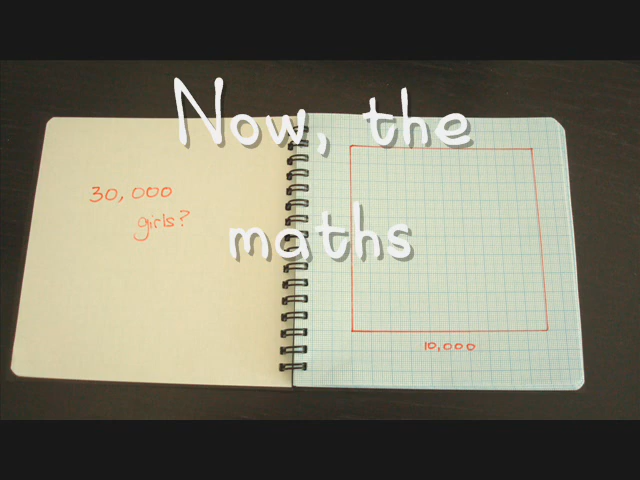 Now, the
maths
30,000
girls?
10,000